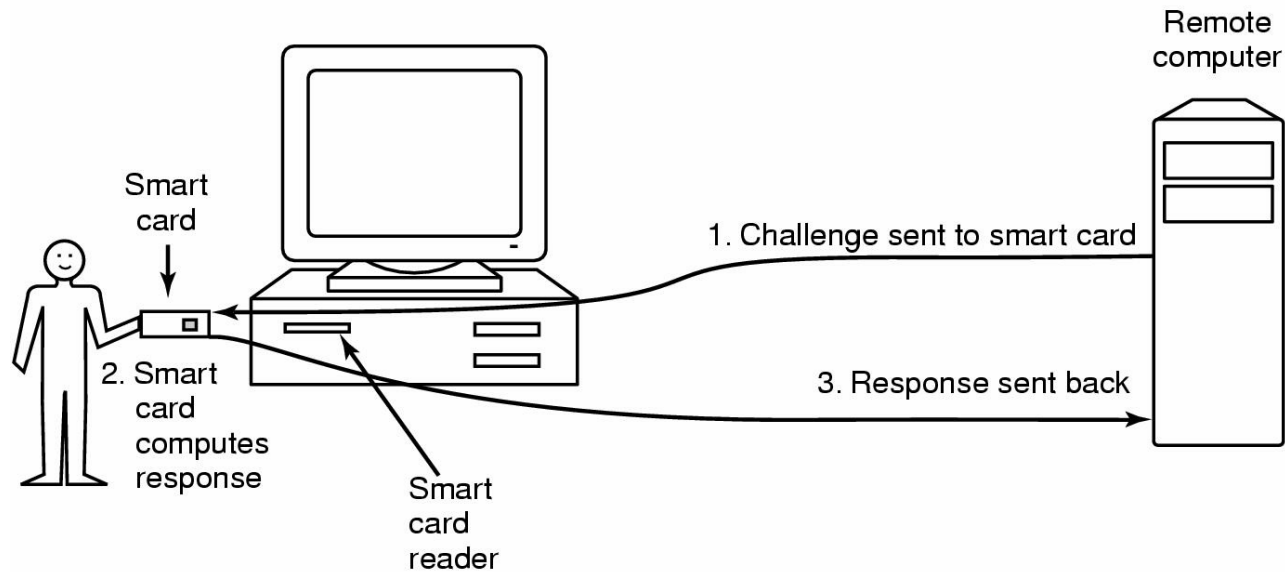 Remote
computer
Smart
card
1. Challenge sent to smart card
2. Smart
card
computes
response
3. Response sent back
Smart
card
reader